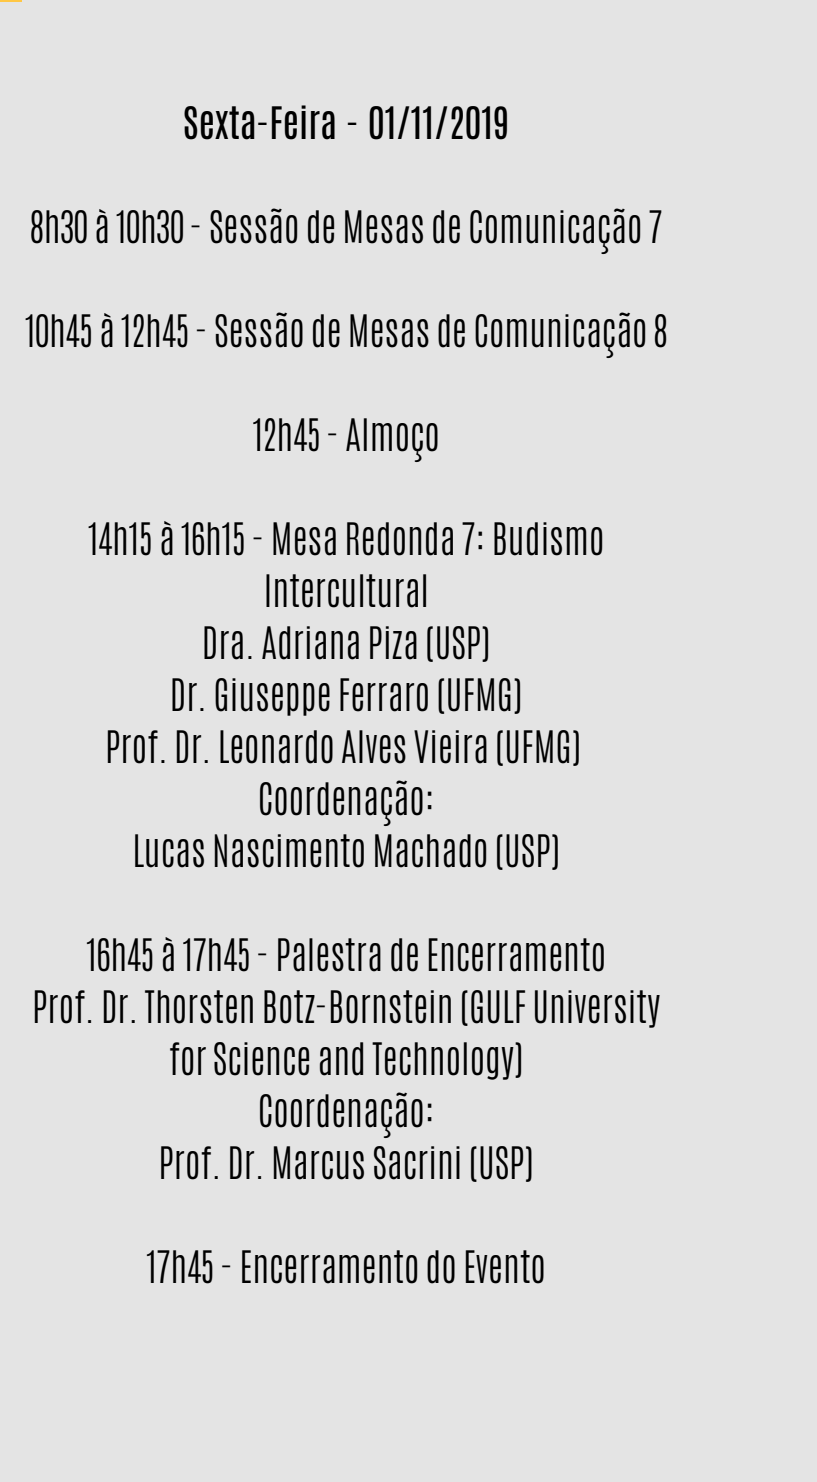 Sexta-Feira - 01/11/2019
8h30 à 10h30 - Sessão de Mesas de Comunicação 7
10h45 à 12h45 - Sessão de Mesas de Comunicação 8
12h45 - Almoço
14h15 à 16h15 - Mesa Redonda 7: Budismo
Intercultural
Dra. Adriana Piza (USP)
Dr. Giuseppe Ferraro (UFMG)
Prof. Dr. Leonardo Alves Vieira (UFMG)
Coordenação:
Lucas Nascimento Machado (USP)
16h45 à 17h45 - Palestra de Encerramento
Prof. Dr. Thorsten Botz-Bornstein (GULF University
for Science and Technology)
Coordenação:
Prof. Dr. Marcus Sacrini (USP)
17h45 - Encerramento do Evento